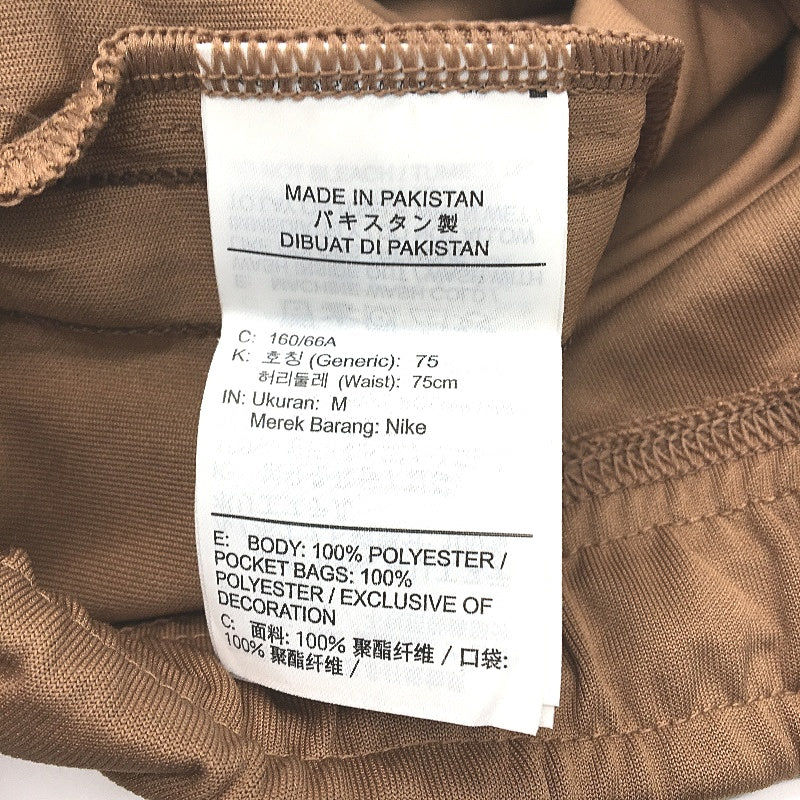 MADE IN PAKISTAN
パキスタン製
DIBUAT DI PAKISTAN
C: 160/66A
K: 호칭 (Generic): 75
허리둘레 (Waist): 75cm
IN: Ukuran: M
Merek Barang: Nike
E: BODY: 100% POLYESTER /
POCKET BAGS: 100%
POLYESTER / EXCLUSIVE OF
DECORATION
C: 面料: 100% 聚酯纤维 / 口袋:
100% 聚酯纤维 /